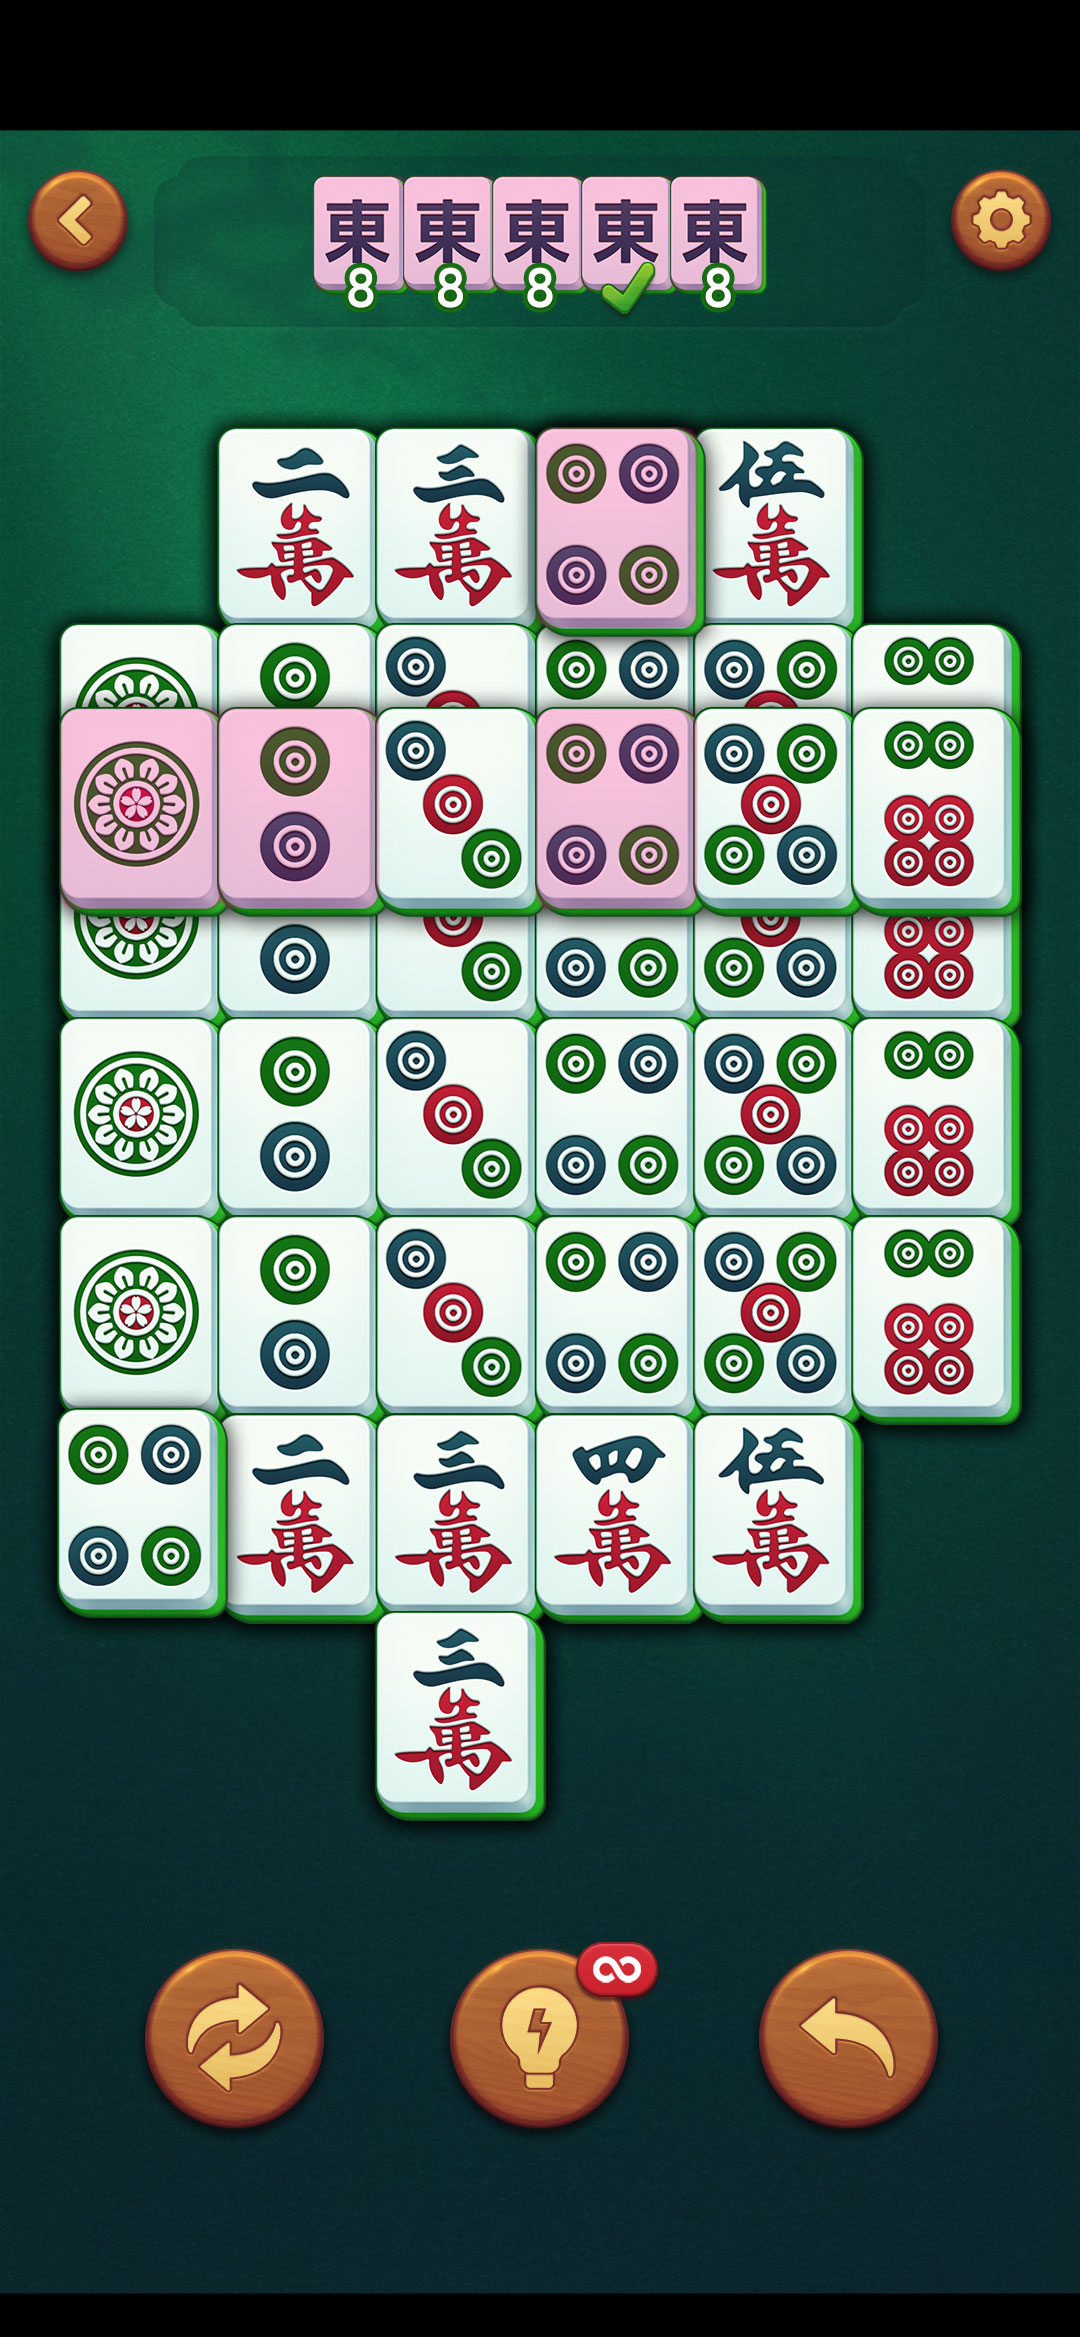 東 東 東 東 東
8 8 8 8
二萬 三萬 伍萬
二萬 三萬 四萬 伍萬
三萬